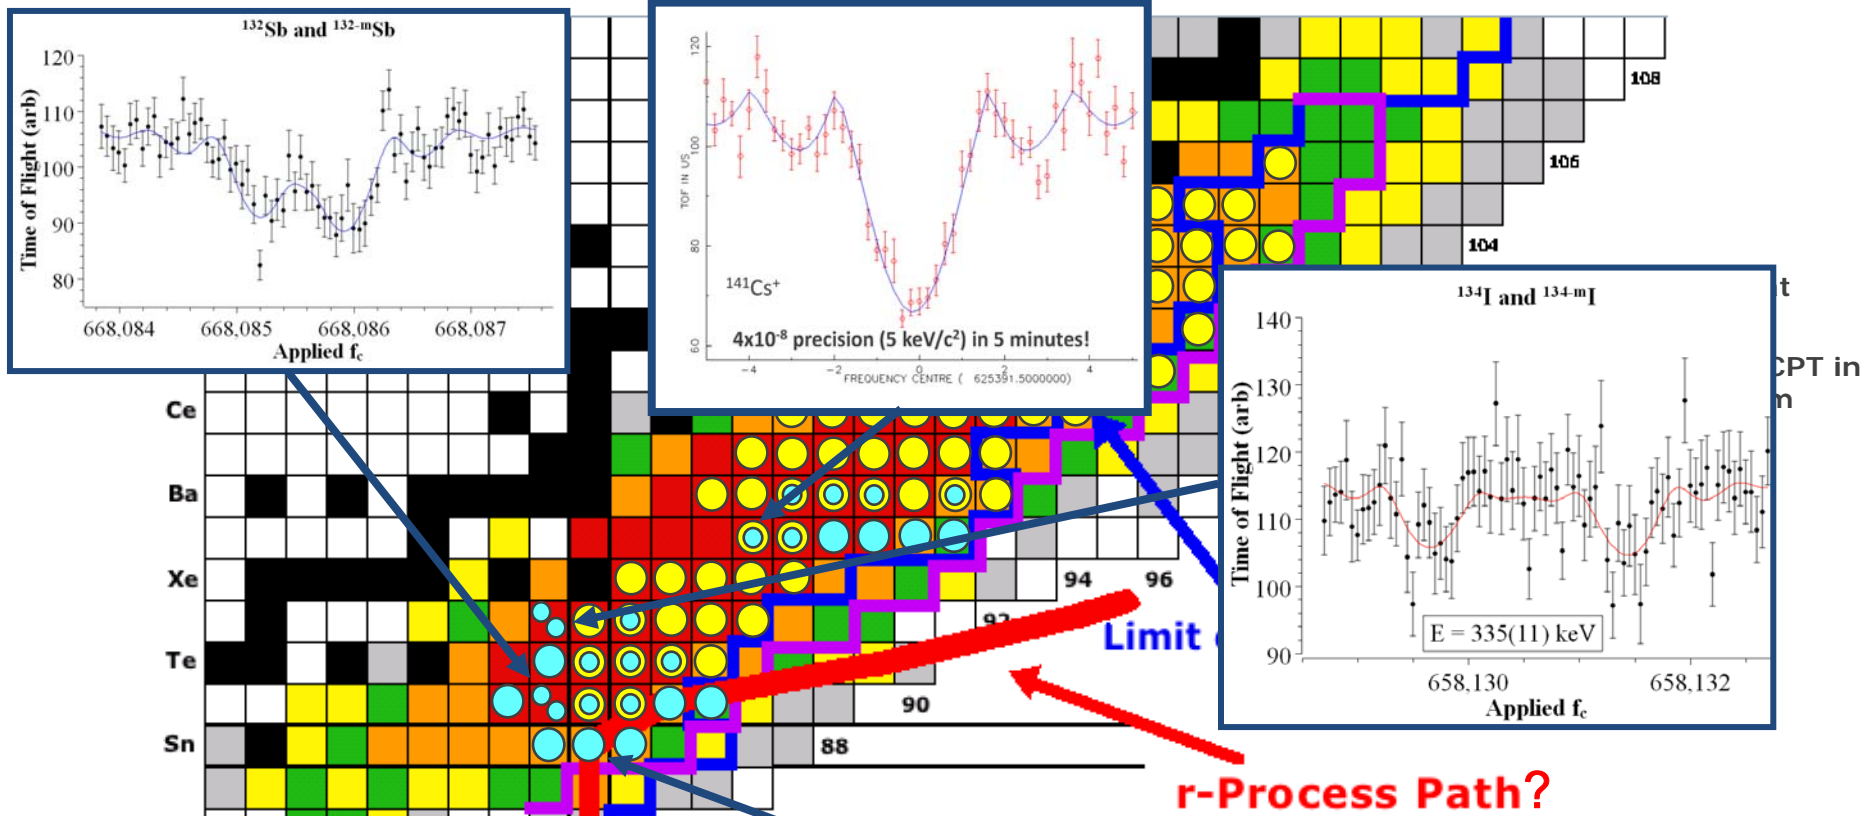 ¹³²Sb and ¹³²⁻ᵐSb
Time of Flight (arb)
120
110
100
90
80
668,084 668,085 668,086 668,087
Applied f_c
TOF IN US
120
100
80
60
¹⁴¹Cs⁺
4x10⁻⁸ precision (5 keV/c²) in 5 minutes!
-4 -2 0 2 4
FREQUENCY CENTRE ( 625391.5000000)
108
106
104
CPT in
¹³⁴I and ¹³⁴⁻ᵐI
Time of Flight (arb)
140
130
120
110
100
90
E = 335(11) keV
658,130 658,132
Applied f_c
Ce
Ba
Xe
Te
Sn
94 96
92
90
88
Limit
r-Process Path?